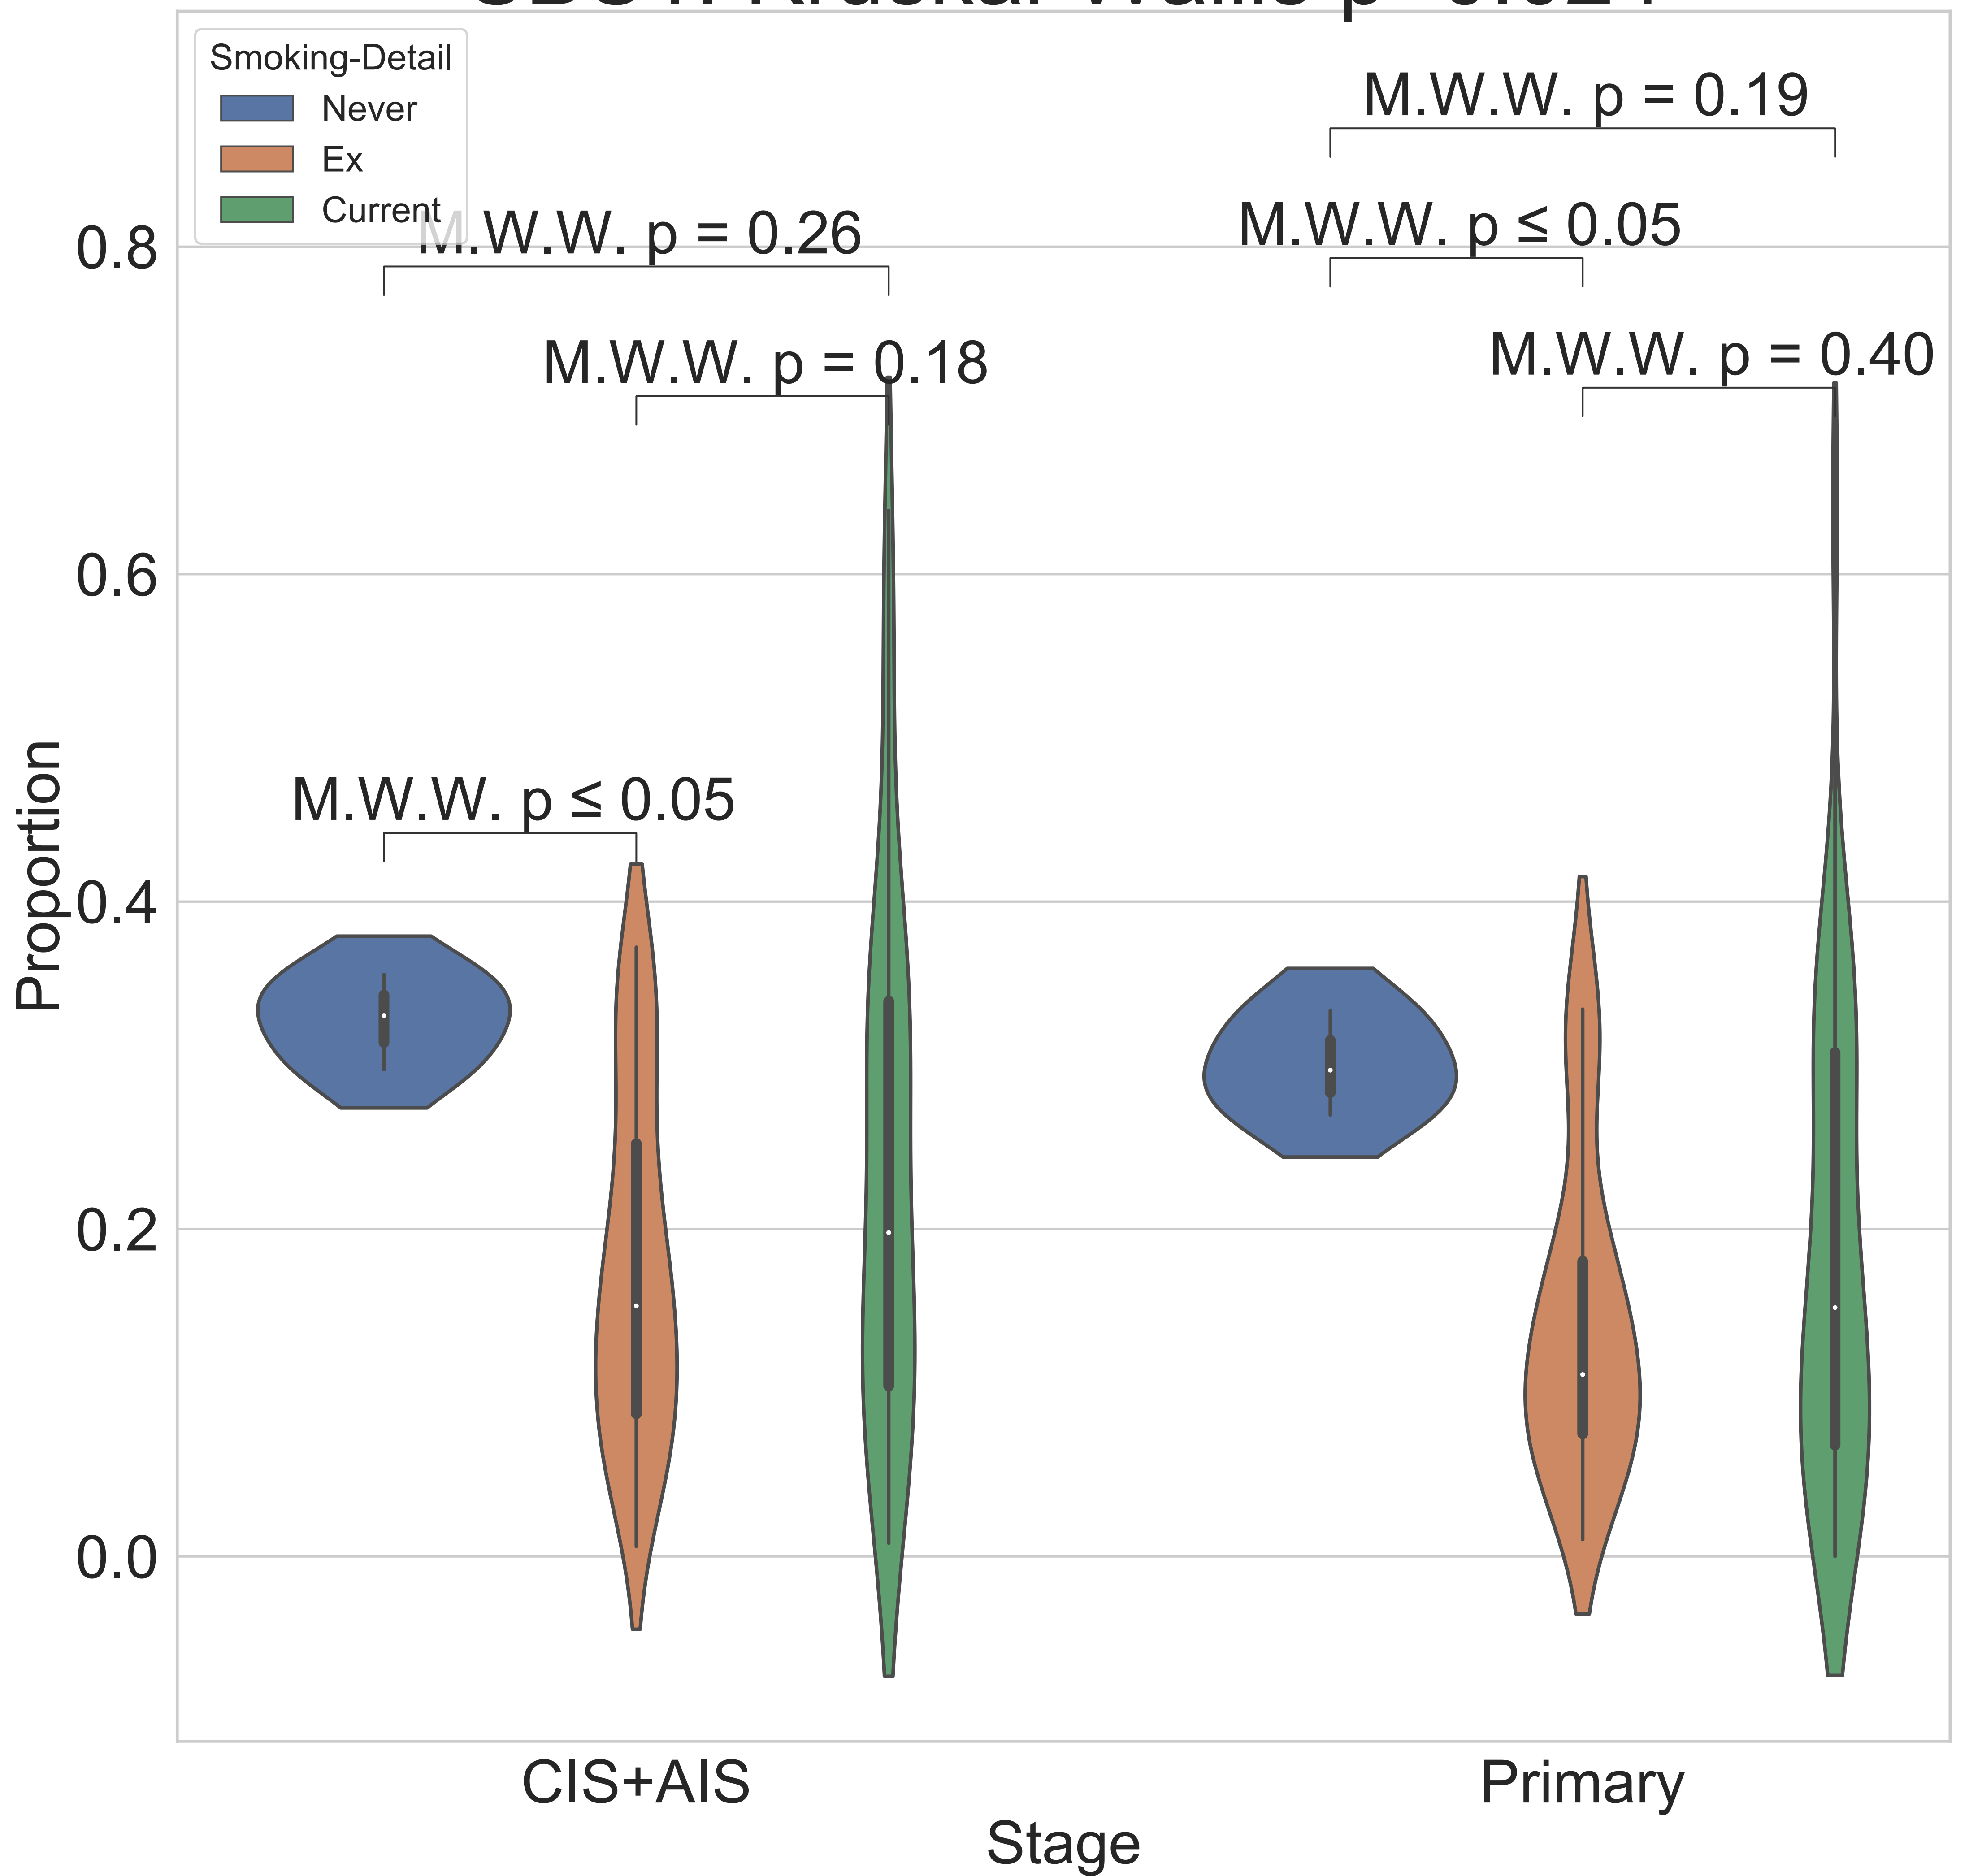 Smoking-Detail
Never
Ex
Current
M.W.W. p = 0.19
M.W.W. p = 0.26
M.W.W. p ≤ 0.05
M.W.W. p = 0.18
M.W.W. p = 0.40
M.W.W. p ≤ 0.05
0.8
0.6
0.4
0.2
0.0
Proportion
CIS+AIS
Primary
Stage